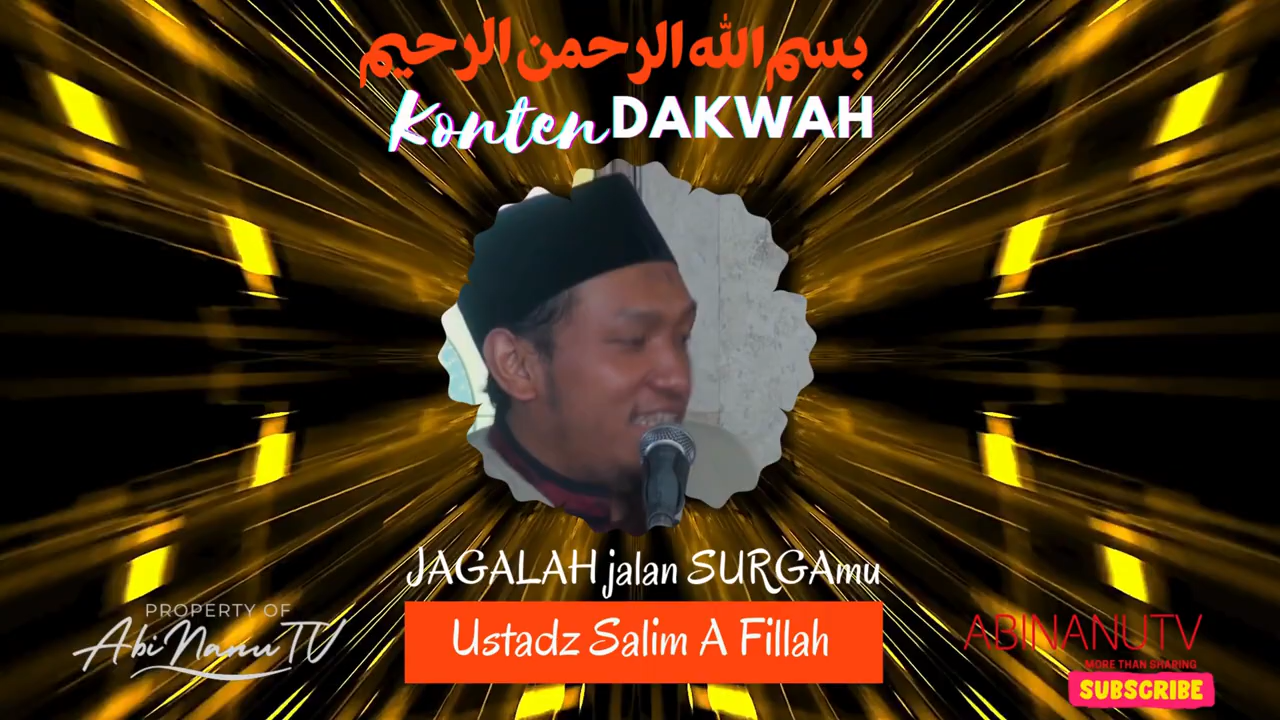 بسم الله الرحمن الرحيم
Konten DAKWAH
JAGALAH jalan SURGAmu
Ustadz Salim A Fillah
PROPERTY OF
AbiNanuTV
ABINANUTV
MORE THAN SHARING
SUBSCRIBE